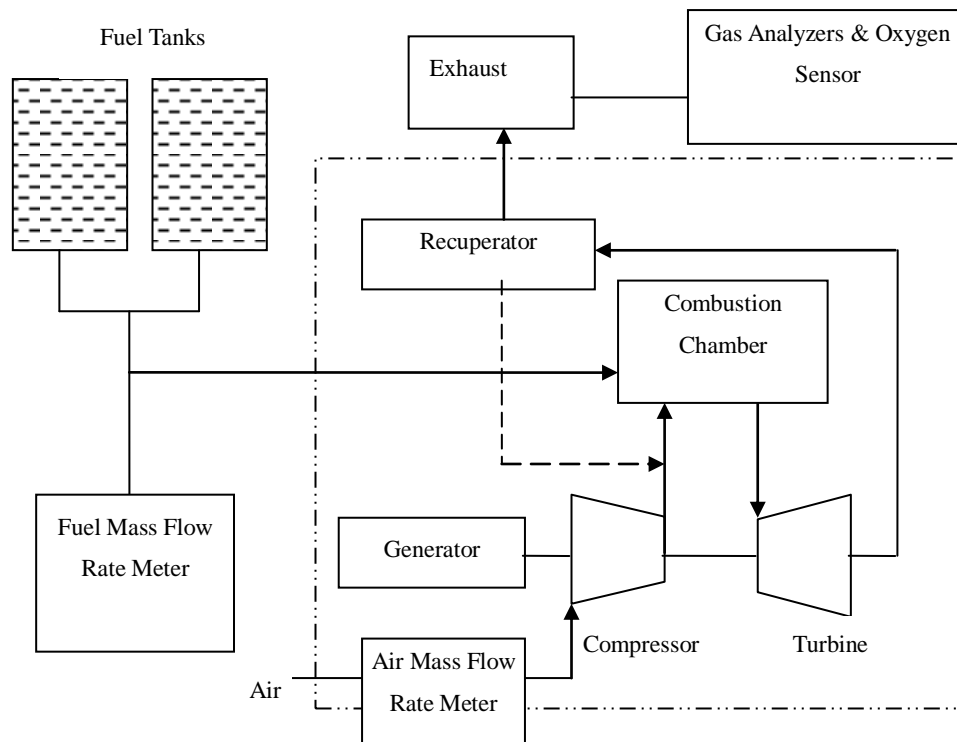 Fuel Tanks
Exhaust
Gas Analyzers & Oxygen
Sensor
Recuperator
Combustion
Chamber
Fuel Mass Flow
Rate Meter
Generator
Compressor
Turbine
Air
Air Mass Flow
Rate Meter